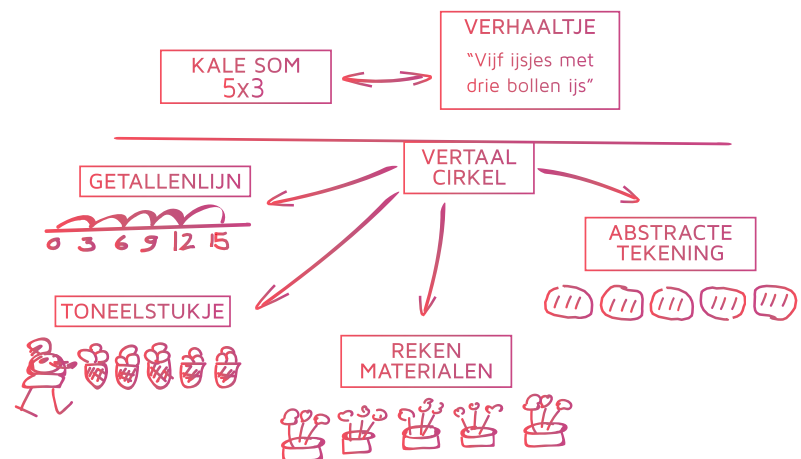 VERHAALTJE
"Vijf ijsjes met
drie bollen ijs"
KALE SOM
5x3
VERTAAL
CIRKEL
GETALLENLIJN
0 3 6 9 12 15
ABSTRACTE
TEKENING
TONEELSTUKJE
REKEN
MATERIALEN